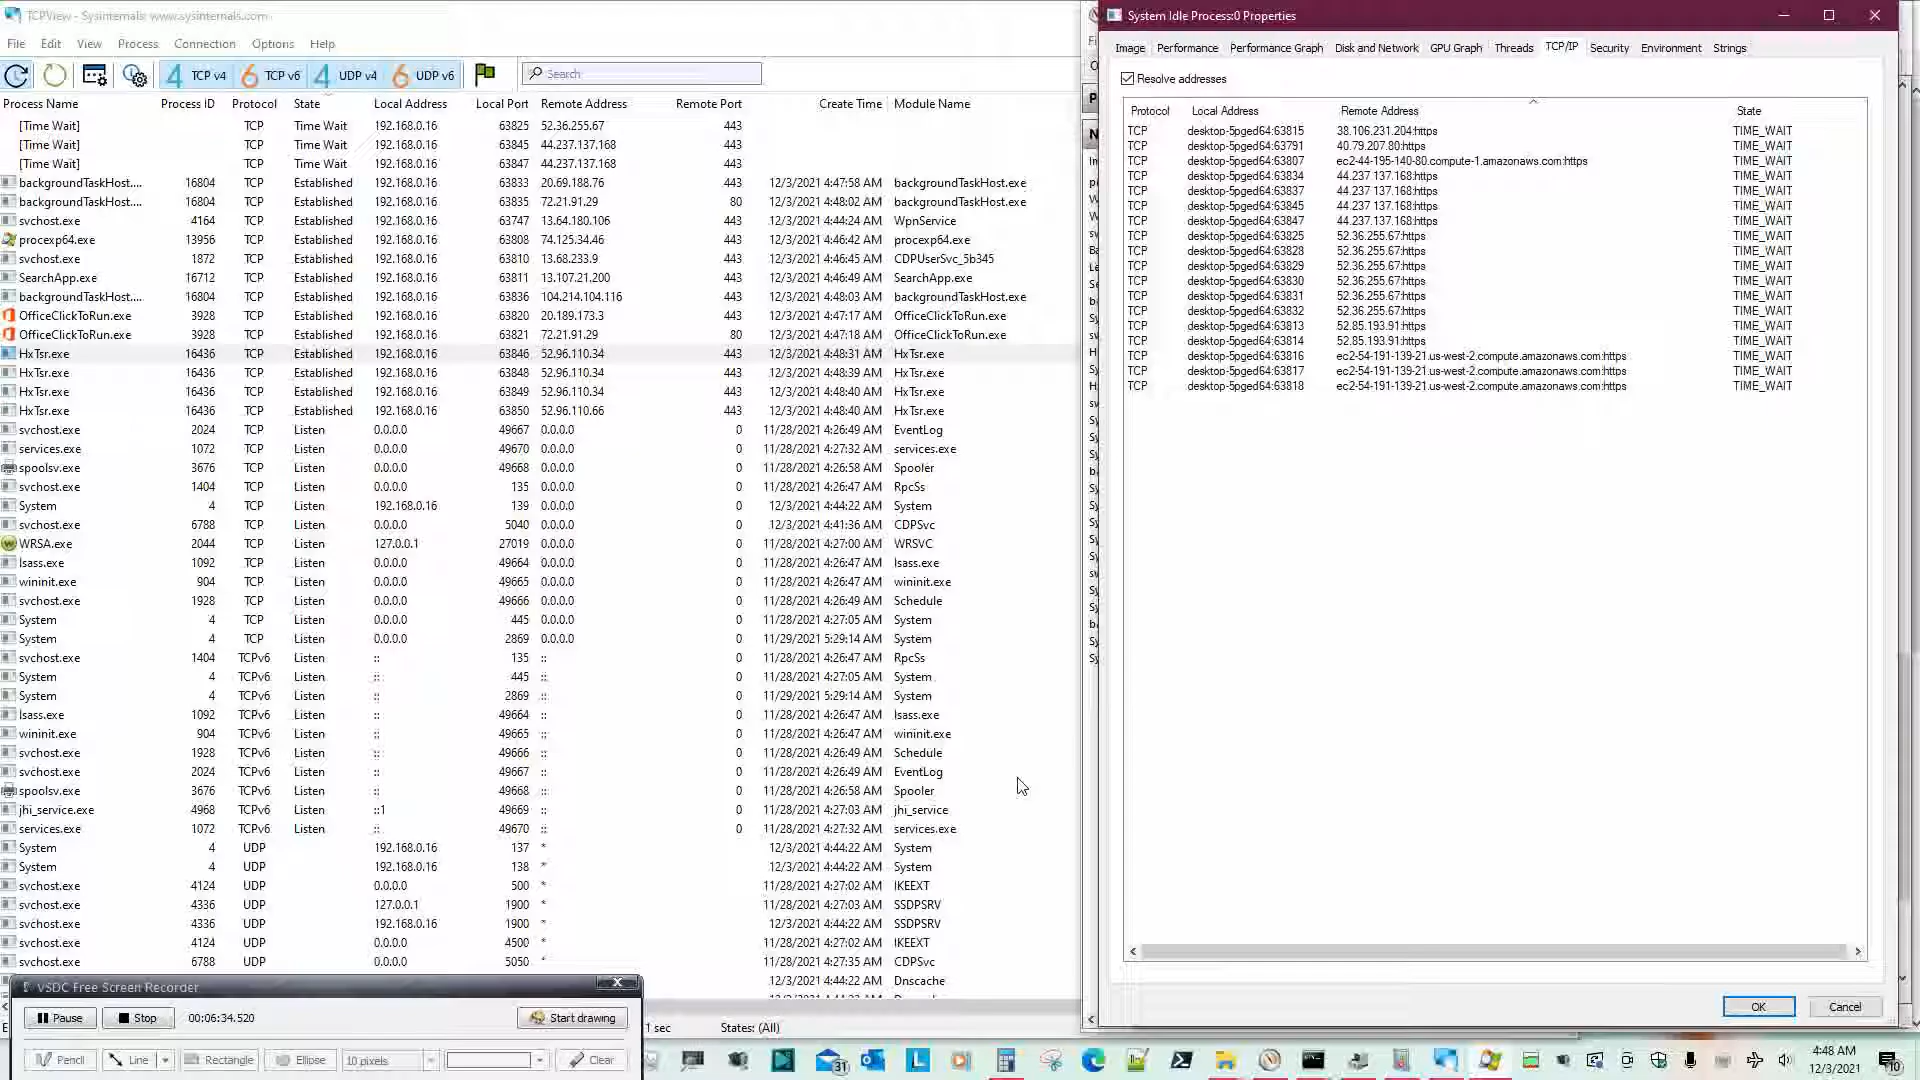 TCPView - Sysinternals: www.sysinternals.com
File Edit View Process Connection Options Help
4 TCP v4 6 TCP v6 4 UDP v4 6 UDP v6 Search
Process Name Process ID Protocol State Local Address Local Port Remote Address Remote Port Create Time Module Name
[Time Wait] TCP Time Wait 192.168.0.16 63825 52.36.255.67 443
[Time Wait] TCP Time Wait 192.168.0.16 63845 44.237.137.168 443
[Time Wait] TCP Time Wait 192.168.0.16 63847 44.237.137.168 443
backgroundTaskHost.... 16804 TCP Established 192.168.0.16 63833 20.69.188.76 443 12/3/2021 4:47:58 AM backgroundTaskHost.exe
backgroundTaskHost.... 16804 TCP Established 192.168.0.16 63835 72.21.91.29 80 12/3/2021 4:48:02 AM backgroundTaskHost.exe
svchost.exe 4164 TCP Established 192.168.0.16 63747 13.64.180.106 443 12/3/2021 4:44:24 AM WpnService
procexp64.exe 13956 TCP Established 192.168.0.16 63808 74.125.34.46 443 12/3/2021 4:46:42 AM procexp64.exe
svchost.exe 1872 TCP Established 192.168.0.16 63810 13.68.233.9 443 12/3/2021 4:46:45 AM CDPUserSvc_5b345
SearchApp.exe 16712 TCP Established 192.168.0.16 63811 13.107.21.200 443 12/3/2021 4:46:49 AM SearchApp.exe
backgroundTaskHost.... 16804 TCP Established 192.168.0.16 63836 104.214.104.116 443 12/3/2021 4:48:03 AM backgroundTaskHost.exe
OfficeClickToRun.exe 3928 TCP Established 192.168.0.16 63820 20.189.173.3 443 12/3/2021 4:47:17 AM OfficeClickToRun.exe
OfficeClickToRun.exe 3928 TCP Established 192.168.0.16 63821 72.21.91.29 80 12/3/2021 4:47:18 AM OfficeClickToRun.exe
HxTsr.exe 16436 TCP Established 192.168.0.16 63846 52.96.110.34 443 12/3/2021 4:48:31 AM HxTsr.exe
HxTsr.exe 16436 TCP Established 192.168.0.16 63848 52.96.110.34 443 12/3/2021 4:48:39 AM HxTsr.exe
HxTsr.exe 16436 TCP Established 192.168.0.16 63849 52.96.110.34 443 12/3/2021 4:48:40 AM HxTsr.exe
HxTsr.exe 16436 TCP Established 192.168.0.16 63850 52.96.110.66 443 12/3/2021 4:48:40 AM HxTsr.exe
svchost.exe 2024 TCP Listen 0.0.0.0 49667 0.0.0.0 0 11/28/2021 4:26:49 AM EventLog
services.exe 1072 TCP Listen 0.0.0.0 49670 0.0.0.0 0 11/28/2021 4:27:32 AM services.exe
spoolsv.exe 3676 TCP Listen 0.0.0.0 49668 0.0.0.0 0 11/28/2021 4:26:58 AM Spooler
svchost.exe 1404 TCP Listen 0.0.0.0 135 0.0.0.0 0 11/28/2021 4:26:47 AM RpcSs
System 4 TCP Listen 192.168.0.16 139 0.0.0.0 0 12/3/2021 4:44:22 AM System
svchost.exe 6788 TCP Listen 0.0.0.0 5040 0.0.0.0 0 12/3/2021 4:41:36 AM CDPSvc
WRSA.exe 2044 TCP Listen 127.0.0.1 27019 0.0.0.0 0 11/28/2021 4:27:00 AM WRSVC
lsass.exe 1092 TCP Listen 0.0.0.0 49664 0.0.0.0 0 11/28/2021 4:26:47 AM lsass.exe
wininit.exe 904 TCP Listen 0.0.0.0 49665 0.0.0.0 0 11/28/2021 4:26:47 AM wininit.exe
svchost.exe 1928 TCP Listen 0.0.0.0 49666 0.0.0.0 0 11/28/2021 4:26:49 AM Schedule
System 4 TCP Listen 0.0.0.0 445 0.0.0.0 0 11/28/2021 4:27:05 AM System
System 4 TCP Listen 0.0.0.0 2869 0.0.0.0 0 11/29/2021 5:29:14 AM System
svchost.exe 1404 TCPv6 Listen :: 135 :: 0 11/28/2021 4:26:47 AM RpcSs
System 4 TCPv6 Listen :: 445 :: 0 11/28/2021 4:27:05 AM System
System 4 TCPv6 Listen :: 2869 :: 0 11/29/2021 5:29:14 AM System
lsass.exe 1092 TCPv6 Listen :: 49664 :: 0 11/28/2021 4:26:47 AM lsass.exe
wininit.exe 904 TCPv6 Listen :: 49665 :: 0 11/28/2021 4:26:47 AM wininit.exe
svchost.exe 1928 TCPv6 Listen :: 49666 :: 0 11/28/2021 4:26:49 AM Schedule
svchost.exe 2024 TCPv6 Listen :: 49667 :: 0 11/28/2021 4:26:49 AM EventLog
spoolsv.exe 3676 TCPv6 Listen :: 49668 :: 0 11/28/2021 4:26:58 AM Spooler
jhi_service.exe 4968 TCPv6 Listen ::1 49669 :: 0 11/28/2021 4:27:03 AM jhi_service
services.exe 1072 TCPv6 Listen :: 49670 :: 0 11/28/2021 4:27:32 AM services.exe
System 4 UDP 192.168.0.16 137 * 12/3/2021 4:44:22 AM System
System 4 UDP 192.168.0.16 138 * 12/3/2021 4:44:22 AM System
svchost.exe 4124 UDP 0.0.0.0 500 * 11/28/2021 4:27:02 AM IKEEXT
svchost.exe 4336 UDP 127.0.0.1 1900 * 11/28/2021 4:27:03 AM SSDPSRV
svchost.exe 4336 UDP 192.168.0.16 1900 * 12/3/2021 4:44:22 AM SSDPSRV
svchost.exe 4124 UDP 0.0.0.0 4500 * 11/28/2021 4:27:02 AM IKEEXT
svchost.exe 6788 UDP 0.0.0.0 5050 * 11/28/2021 4:27:35 AM CDPSvc
12/3/2021 4:44:22 AM Dnscache
1 sec States: (All)
System Idle Process:0 Properties
Image Performance Performance Graph Disk and Network GPU Graph Threads TCP/IP Security Environment Strings
Resolve addresses
Protocol Local Address Remote Address State
TCP desktop-5pged64:63815 38.106.231.204:https TIME_WAIT
TCP desktop-5pged64:63791 40.79.207.80:https TIME_WAIT
TCP desktop-5pged64:63807 ec2-44-195-140-80.compute-1.amazonaws.com:https TIME_WAIT
TCP desktop-5pged64:63834 44.237.137.168:https TIME_WAIT
TCP desktop-5pged64:63837 44.237.137.168:https TIME_WAIT
TCP desktop-5pged64:63845 44.237.137.168:https TIME_WAIT
TCP desktop-5pged64:63847 44.237.137.168:https TIME_WAIT
TCP desktop-5pged64:63825 52.36.255.67:https TIME_WAIT
TCP desktop-5pged64:63828 52.36.255.67:https TIME_WAIT
TCP desktop-5pged64:63829 52.36.255.67:https TIME_WAIT
TCP desktop-5pged64:63830 52.36.255.67:https TIME_WAIT
TCP desktop-5pged64:63831 52.36.255.67:https TIME_WAIT
TCP desktop-5pged64:63832 52.36.255.67:https TIME_WAIT
TCP desktop-5pged64:63813 52.85.193.91:https TIME_WAIT
TCP desktop-5pged64:63814 52.85.193.91:https TIME_WAIT
TCP desktop-5pged64:63816 ec2-54-191-139-21.us-west-2.compute.amazonaws.com:https TIME_WAIT
TCP desktop-5pged64:63817 ec2-54-191-139-21.us-west-2.compute.amazonaws.com:https TIME_WAIT
TCP desktop-5pged64:63818 ec2-54-191-139-21.us-west-2.compute.amazonaws.com:https TIME_WAIT
OK Cancel
VSDC Free Screen Recorder
Pause Stop 00:06:34.520 Start drawing
Pencil Line Rectangle Ellipse 10 pixels Clear
31
4:48 AM
12/3/2021
10